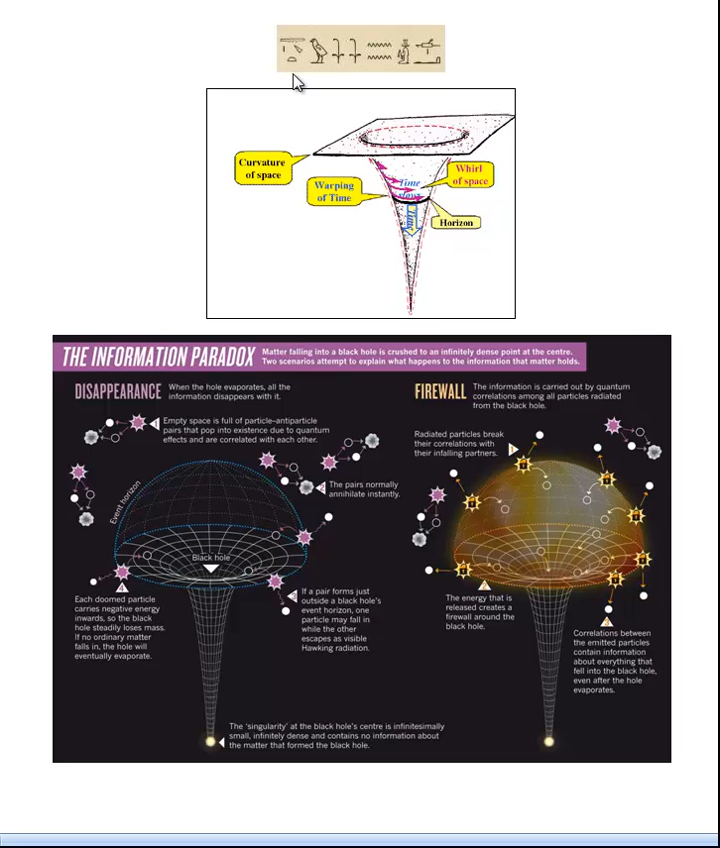 Curvature
of space
Warping
of Time
Time
Whirl
of space
Horizon
THE INFORMATION PARADOX
Matter falling into a black hole is crushed to an infinitely dense point at the centre.
Two scenarios attempt to explain what happens to the information that matter holds.
DISAPPEARANCE
When the hole evaporates, all the
information disappears with it.
Empty space is full of particle–antiparticle
pairs that pop into existence due to quantum
effects and are correlated with each other.
The pairs normally
annihilate instantly.
Event horizon
Black hole
If a pair forms just
outside a black hole's
event horizon, one
particle may fall in
while the other
escapes as visible
Hawking radiation.
Each doomed particle
carries negative energy
inwards, so the black
hole steadily loses mass.
If no ordinary matter
falls in, the hole will
eventually evaporate.
The 'singularity' at the black hole's centre is infinitesimally
small, infinitely dense and contains no information about
the matter that formed the black hole.
FIREWALL
The information is carried out by quantum
correlations among all particles radiated
from the black hole.
Radiated particles break
their correlations with
their infalling partners.
The energy that is
released creates a
firewall around the
black hole.
Correlations between
the emitted particles
contain information
about everything that
fell into the black hole,
even after the hole
evaporates.